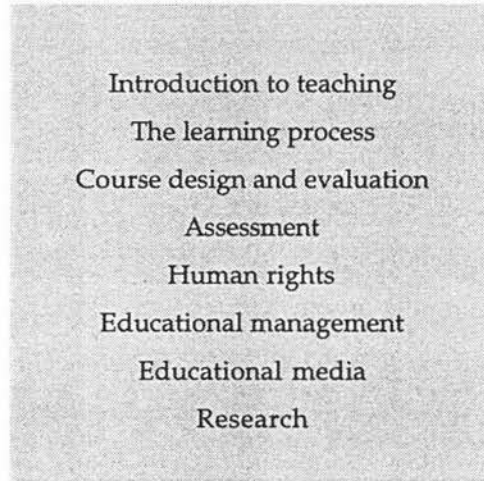 Introduction to teaching
The learning process
Course design and evaluation
Assessment
Human rights
Educational management
Educational media
Research